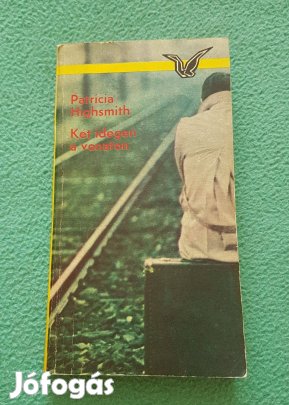 Patricia
Highsmith
Két idegen
a vonaton
Jófogás